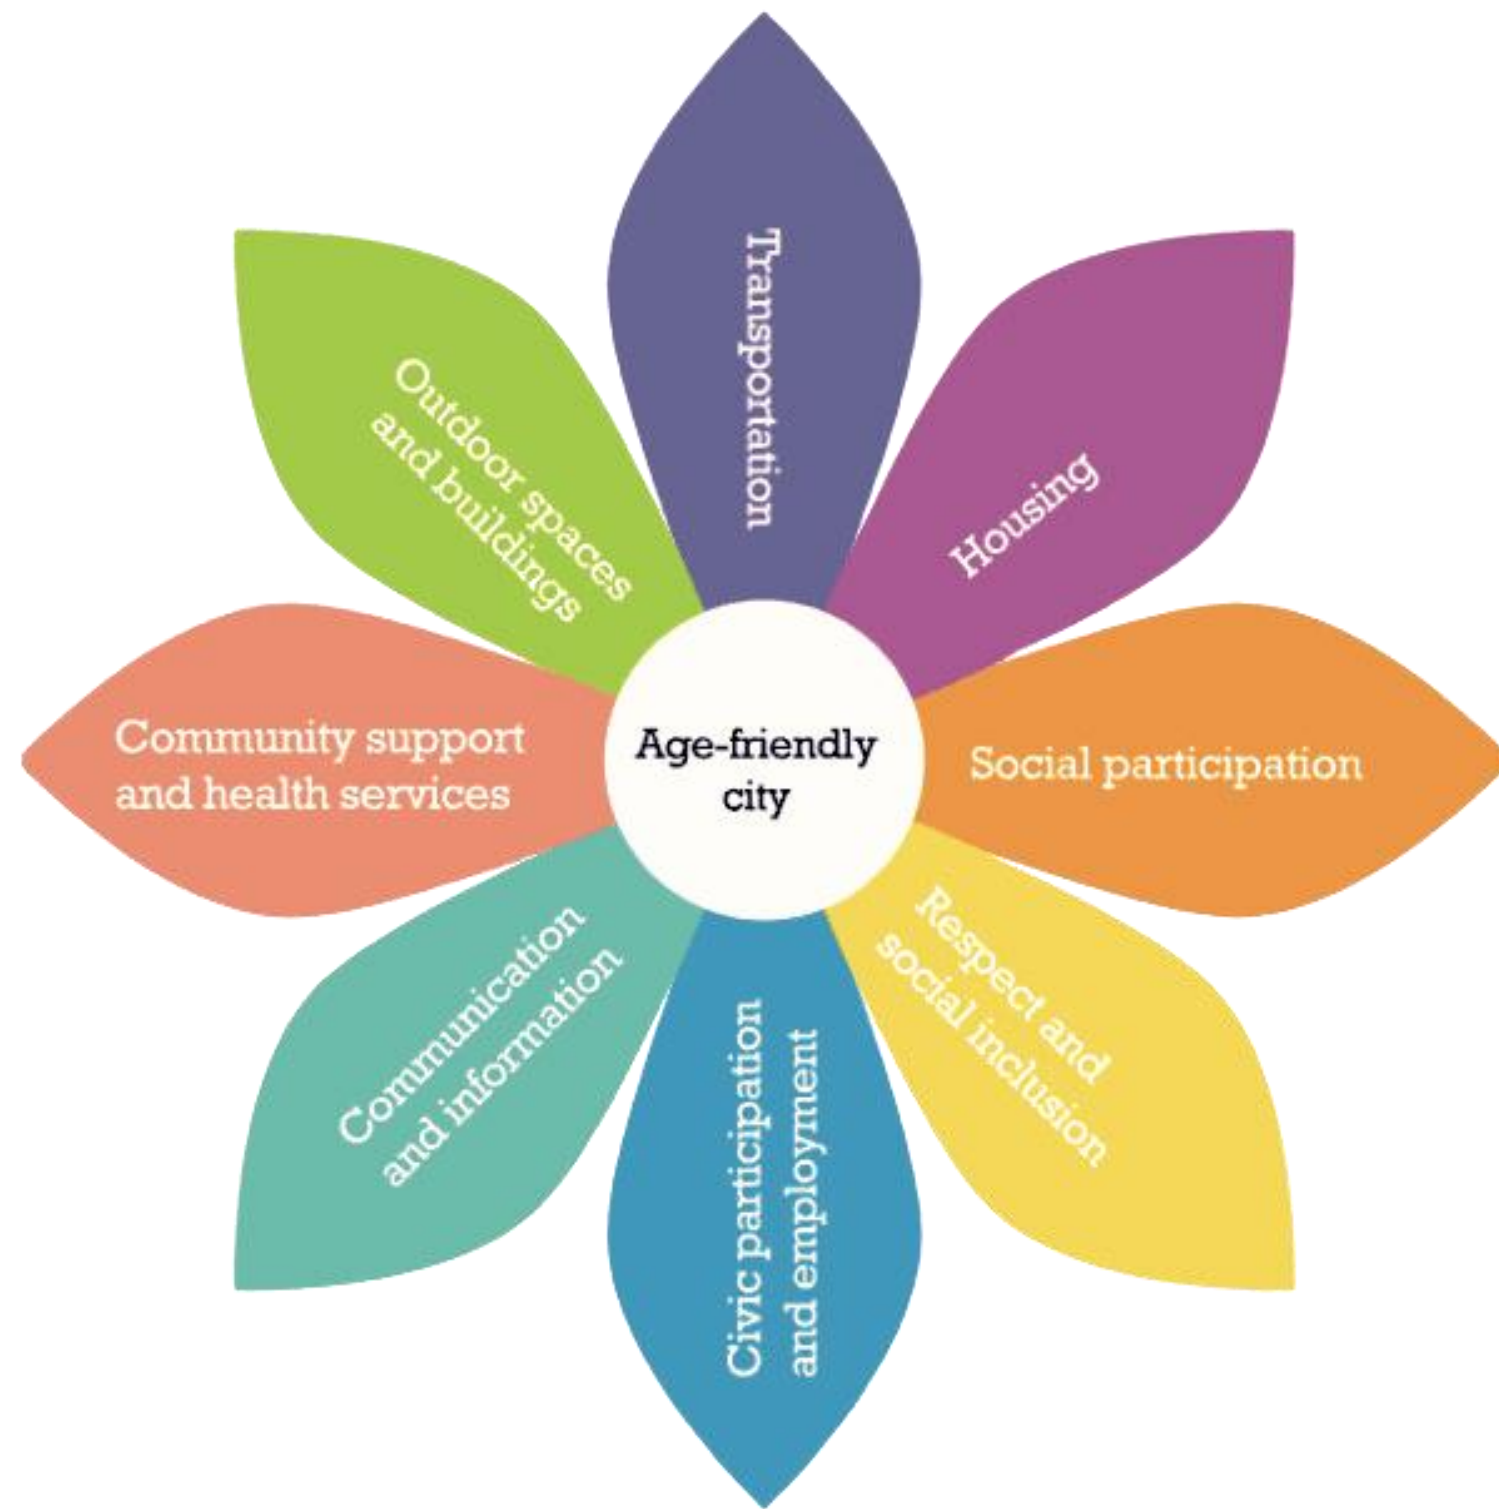 Transportation
Housing
Social participation
Respect and
social inclusion
Civic participation
and employment
Communication
and information
Community support
and health services
Outdoor spaces
and buildings
Age-friendly
city